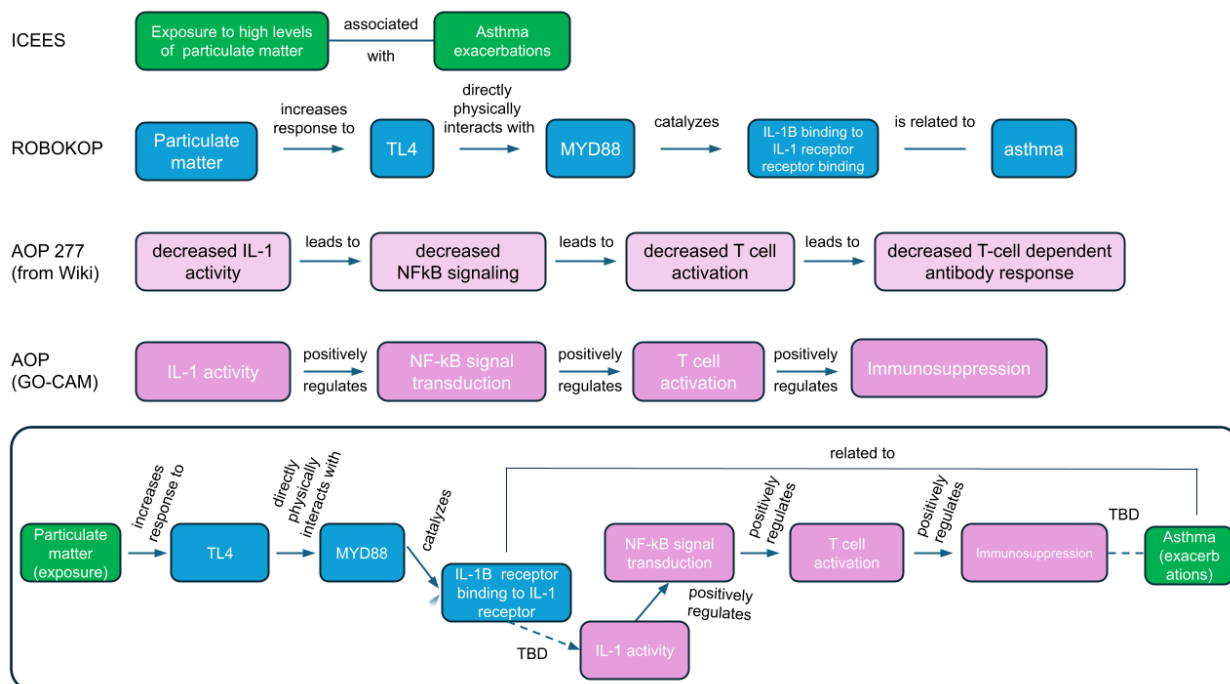 ICEES
Exposure to high levels
of particulate matter
associated
with
Asthma
exacerbations
ROBOKOP
Particulate
matter
increases
response to
TL4
directly
physically
interacts with
MYD88
catalyzes
IL-1B binding to
IL-1 receptor
receptor binding
is related to
asthma
AOP 277
(from Wiki)
decreased IL-1
activity
leads to
decreased
NFkB signaling
leads to
decreased T cell
activation
leads to
decreased T-cell dependent
antibody response
AOP
(GO-CAM)
IL-1 activity
positively
regulates
NF-kB signal
transduction
positively
regulates
T cell
activation
positively
regulates
Immunosuppression
related to
Particulate
matter
(exposure)
increases
response to
TL4
directly
physically
interacts with
MYD88
catalyzes
IL-1B receptor
binding to IL-1
receptor
TBD
IL-1 activity
positively
regulates
NF-kB signal
transduction
positively
regulates
T cell
activation
positively
regulates
Immunosuppression
TBD
Asthma
(exacerb
ations)